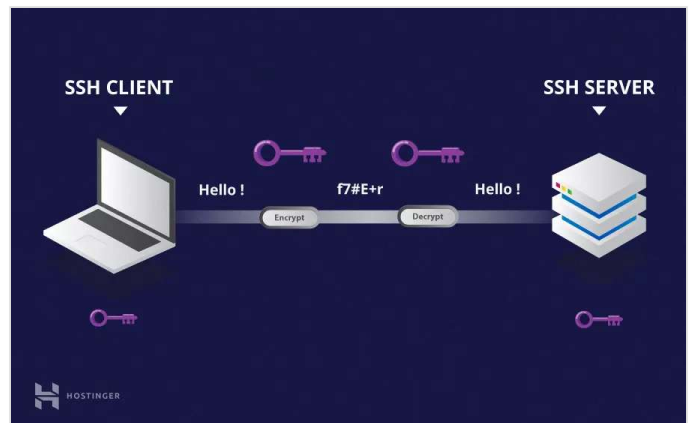 SSH CLIENT
SSH SERVER
Hello !
f7#E+r
Hello !
Encrypt
Decrypt
HOSTINGER